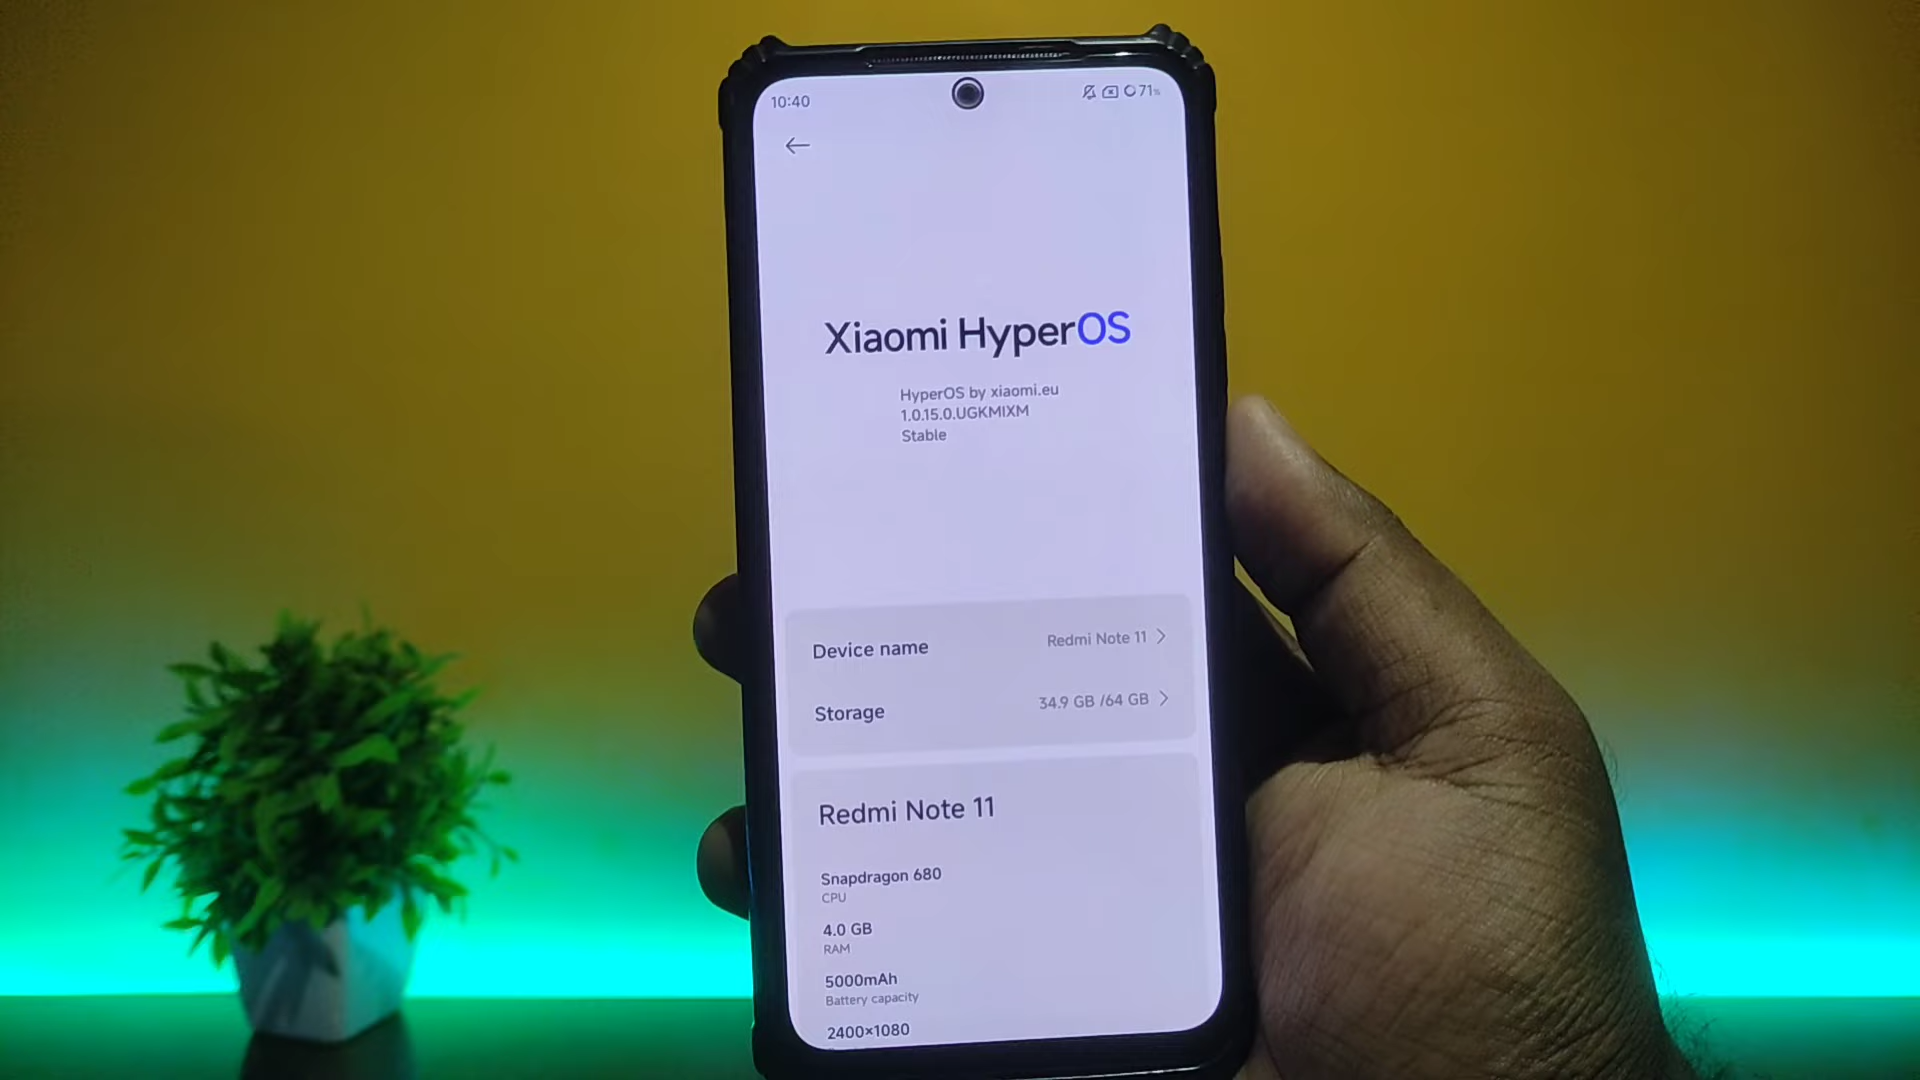 10:40
71%
Xiaomi HyperOS
HyperOS by xiaomi.eu
1.0.15.0.UGKMIXM
Stable
Device name Redmi Note 11
Storage 34.9 GB /64 GB
Redmi Note 11
Snapdragon 680
CPU
4.0 GB
RAM
5000mAh
Battery capacity
2400×1080